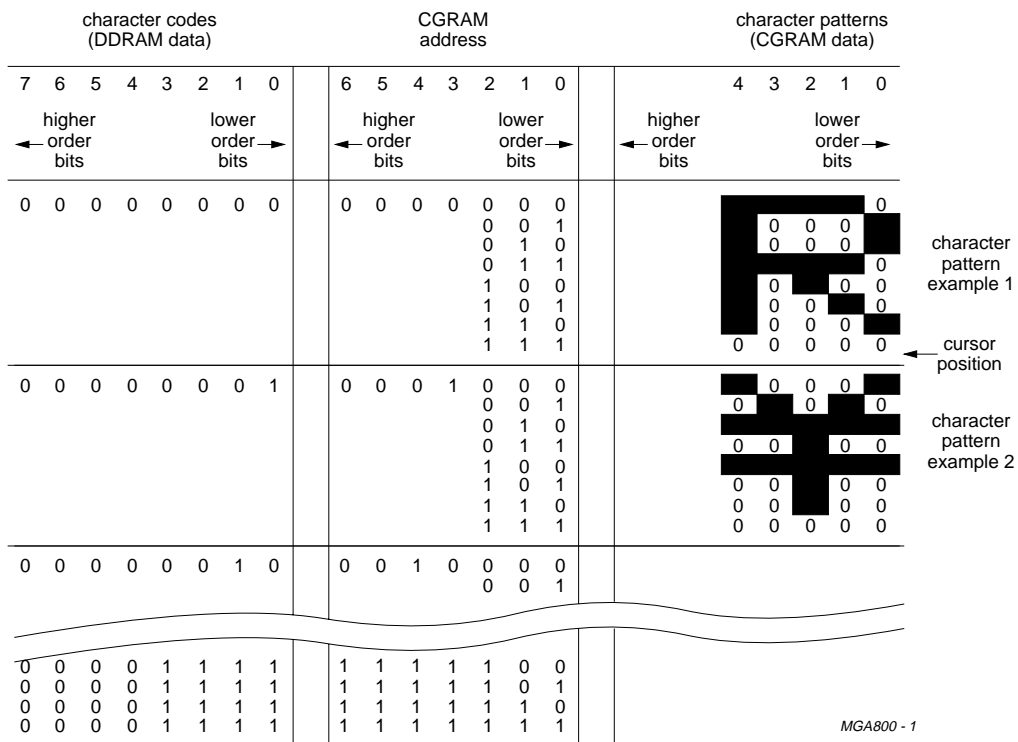 character codes CGRAM character patterns
(DDRAM data) address (CGRAM data)
7 6 5 4 3 2 1 0 6 5 4 3 2 1 0 4 3 2 1 0
higher lower higher lower higher lower
order order order order order order
bits bits bits bits bits bits
0 0 0 0 0 0 0 0 0 0 0 0 0 0 0 0
0 0 1 0 0 0
0 1 0 0 0 0 character
0 1 1 0 pattern
1 0 0 0 0 0 example 1
1 0 1 0 0 0
1 1 0 0 0 0
1 1 1 0 0 0 0 0 cursor
position
0 0 0 0 0 0 0 1 0 0 0 1 0 0 0 0 0 0
0 0 1 0 0 0
0 1 0 character
0 1 1 0 0 0 0 pattern
1 0 0 example 2
1 0 1 0 0 0 0
1 1 0 0 0 0 0
1 1 1 0 0 0 0 0
0 0 0 0 0 0 1 0 0 0 1 0 0 0 0
0 0 1
0 0 0 0 1 1 1 1 1 1 1 1 1 0 0
0 0 0 0 1 1 1 1 1 1 1 1 1 0 1
0 0 0 0 1 1 1 1 1 1 1 1 1 1 0
0 0 0 0 1 1 1 1 1 1 1 1 1 1 1 MGA800 - 1